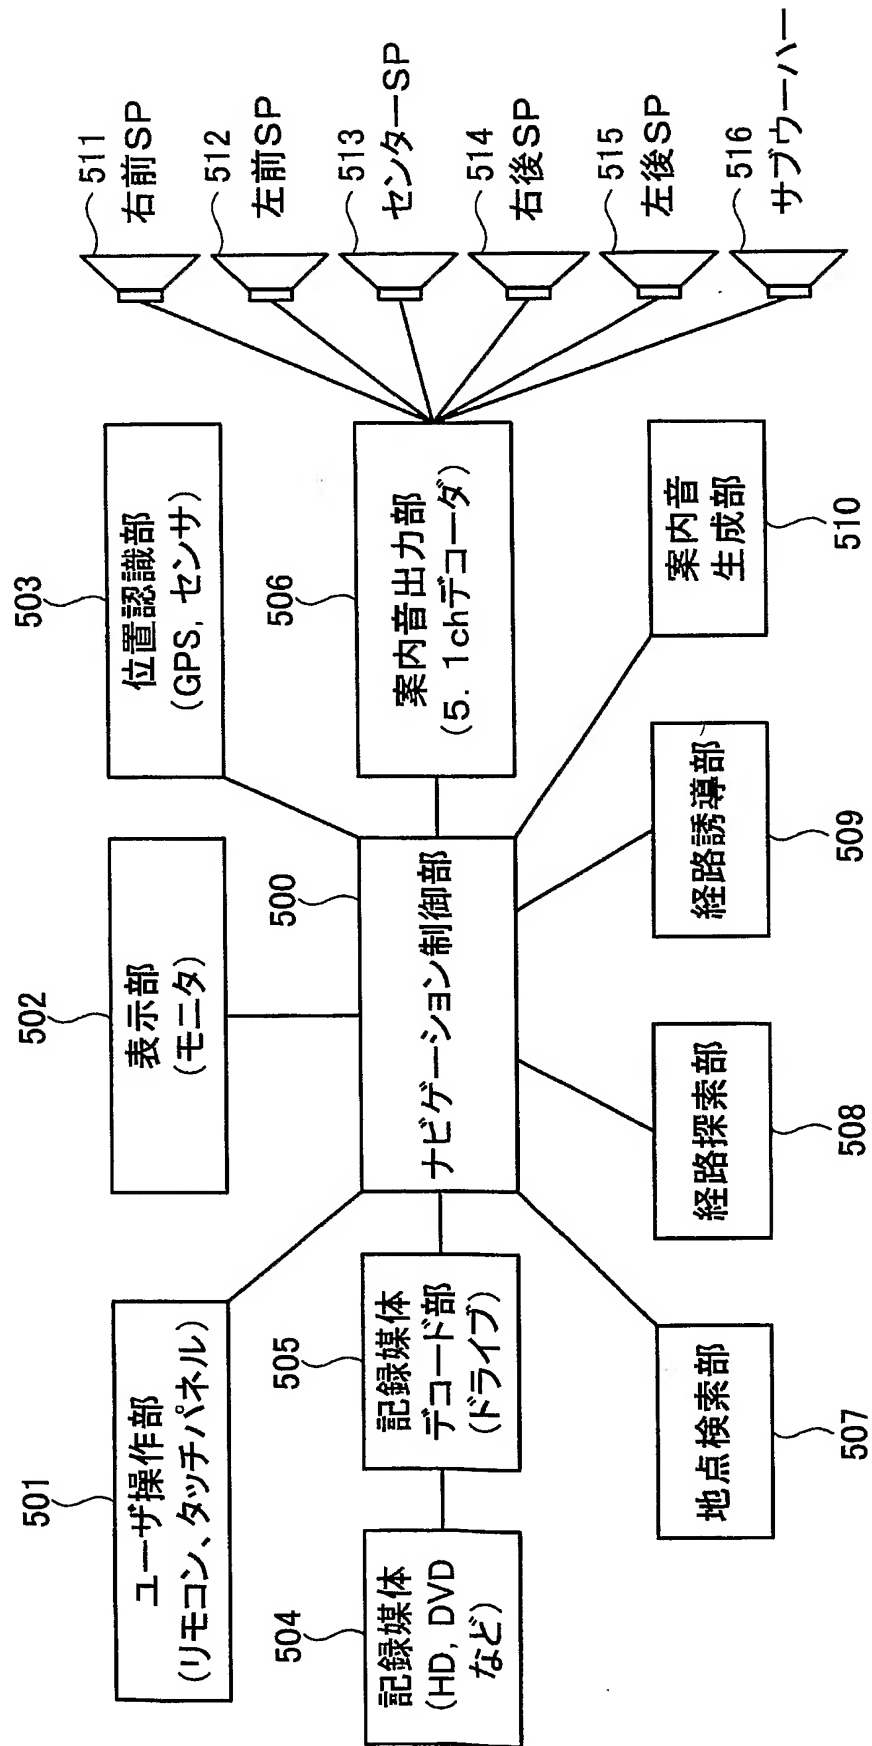 501
ユーザ操作部
(リモコン、タッチパネル)
502
表示部
(モニタ)
503
位置認識部
(GPS, センサ)
504
記録媒体
(HD, DVD
など)
505
記録媒体
デコード部
(ドライブ)
500
ナビゲーション制御部
506
案内音出力部
(5. 1chデコーダ)
511
右前SP
512
左前SP
513
センターSP
514
右後SP
515
左後SP
516
サブウーハー
地点検索部
507
経路探索部
508
経路誘導部
509
案内音
生成部
510